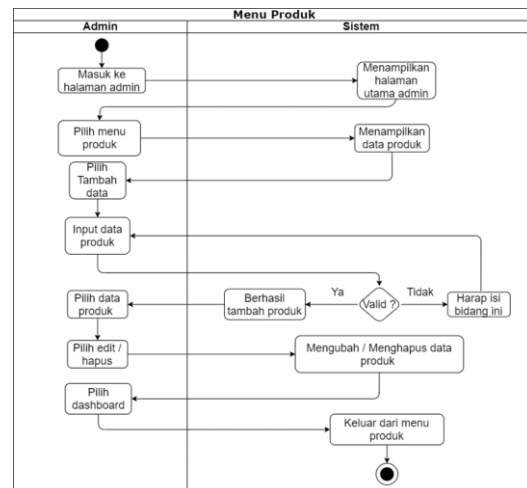 Menu Produk
Admin
Sistem
Masuk ke
halaman admin
Menampilkan
halaman
utama admin
Pilih menu
produk
Menampilkan
data produk
Pilih
Tambah
data
Input data
produk
Valid ?
Ya
Tidak
Harap isi
bidang ini
Berhasil
tambah produk
Pilih data
produk
Pilih edit /
hapus
Mengubah / Menghapus data
produk
Pilih
dashboard
Keluar dari menu
produk